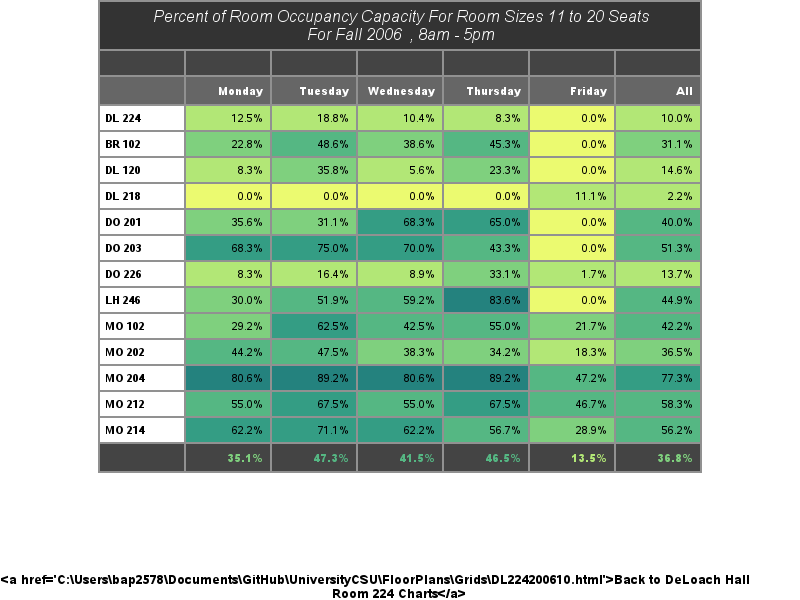 Percent of Room Occupancy Capacity For Room Sizes 11 to 20 Seats
For Fall 2006 , 8am - 5pm
Monday Tuesday Wednesday Thursday Friday All
DL 224 12.5% 18.8% 10.4% 8.3% 0.0% 10.0%
BR 102 22.8% 48.6% 38.6% 45.3% 0.0% 31.1%
DL 120 8.3% 35.8% 5.6% 23.3% 0.0% 14.6%
DL 218 0.0% 0.0% 0.0% 0.0% 11.1% 2.2%
DO 201 35.6% 31.1% 68.3% 65.0% 0.0% 40.0%
DO 203 68.3% 75.0% 70.0% 43.3% 0.0% 51.3%
DO 226 8.3% 16.4% 8.9% 33.1% 1.7% 13.7%
LH 246 30.0% 51.9% 59.2% 83.6% 0.0% 44.9%
MO 102 29.2% 62.5% 42.5% 55.0% 21.7% 42.2%
MO 202 44.2% 47.5% 38.3% 34.2% 18.3% 36.5%
MO 204 80.6% 89.2% 80.6% 89.2% 47.2% 77.3%
MO 212 55.0% 67.5% 55.0% 67.5% 46.7% 58.3%
MO 214 62.2% 71.1% 62.2% 56.7% 28.9% 56.2%
35.1% 47.3% 41.5% 46.5% 13.5% 36.8%
<a href='C:\Users\bap2578\Documents\GitHub\UniversityCSU\FloorPlans\Grids\DL224200610.html'>Back to DeLoach Hall
Room 224 Charts</a>